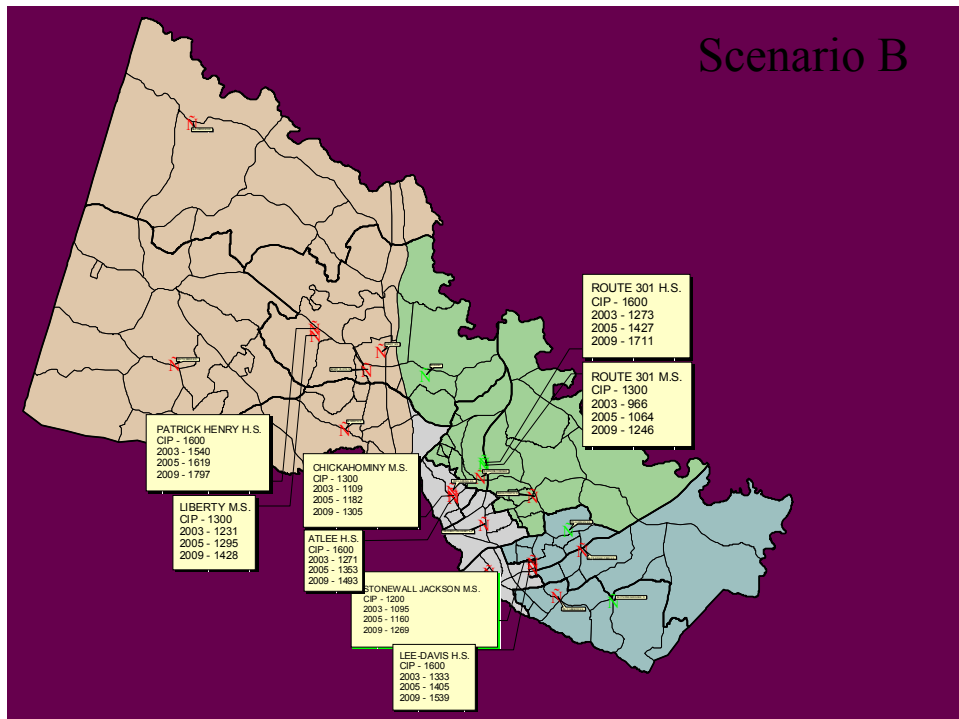 Scenario B
ROUTE 301 H.S.
CIP - 1600
2003 - 1273
2005 - 1427
2009 - 1711
ROUTE 301 M.S.
CIP - 1300
2003 - 966
2005 - 1064
2009 - 1246
PATRICK HENRY H.S.
CIP - 1600
2003 - 1540
2005 - 1619
2009 - 1797
CHICKAHOMINY M.S.
CIP - 1300
2003 - 1109
2005 - 1182
2009 - 1305
LIBERTY M.S.
CIP - 1300
2003 - 1231
2005 - 1295
2009 - 1428
ATLEE H.S.
CIP - 1600
2003 - 1271
2005 - 1353
2009 - 1493
STONEWALL JACKSON M.S.
CIP - 1200
2003 - 1095
2005 - 1160
2009 - 1269
LEE-DAVIS H.S.
CIP - 1600
2003 - 1333
2005 - 1405
2009 - 1539